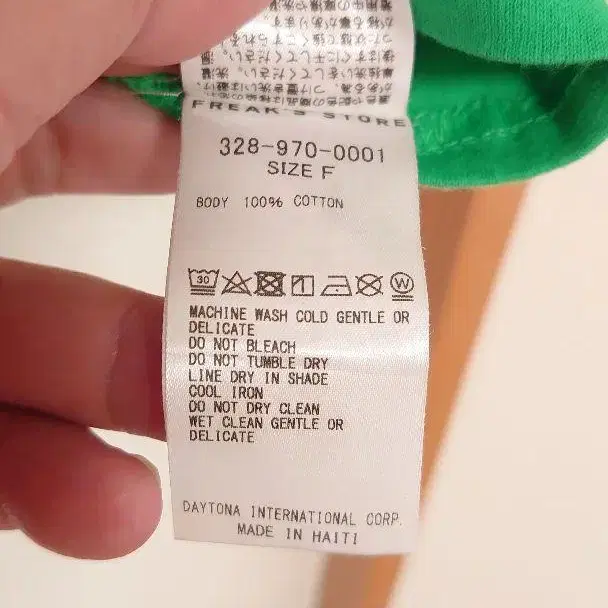 FREAK'S STORE
328-970-0001
SIZE F
BODY 100% COTTON
30
W
MACHINE WASH COLD GENTLE OR
DELICATE
DO NOT BLEACH
DO NOT TUMBLE DRY
LINE DRY IN SHADE
COOL IRON
DO NOT DRY CLEAN
WET CLEAN GENTLE OR
DELICATE
DAYTONA INTERNATIONAL CORP.
MADE IN HAITI